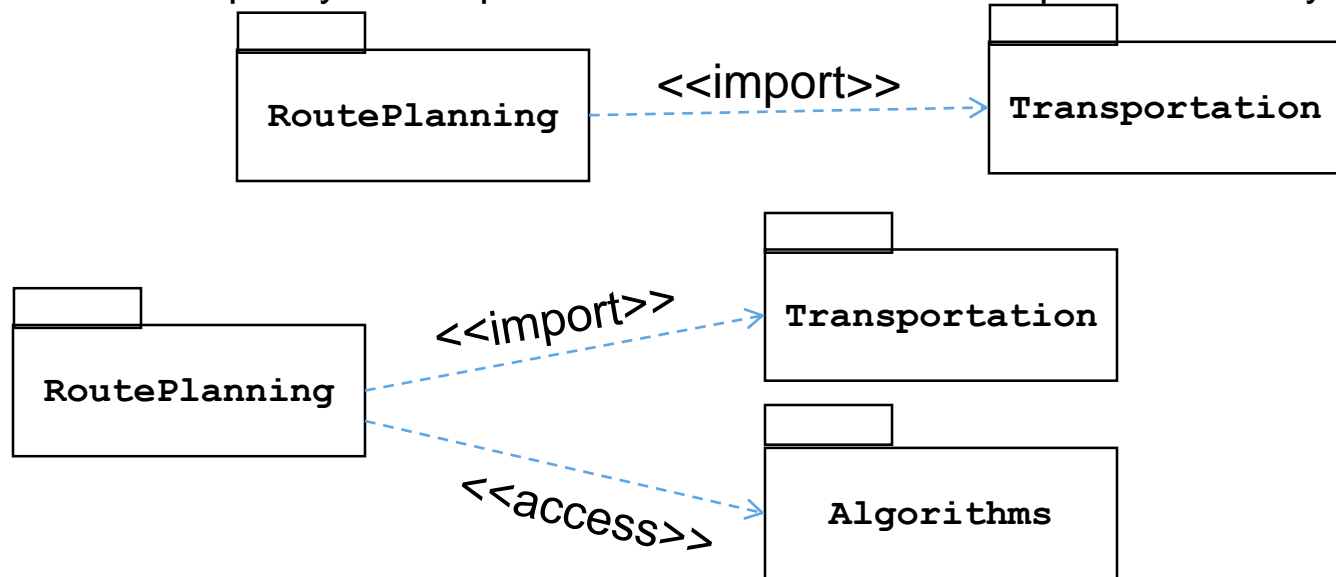 <<import>>
RoutePlanning
Transportation
<<import>>
Transportation
RoutePlanning
<<access>>
Algorithms